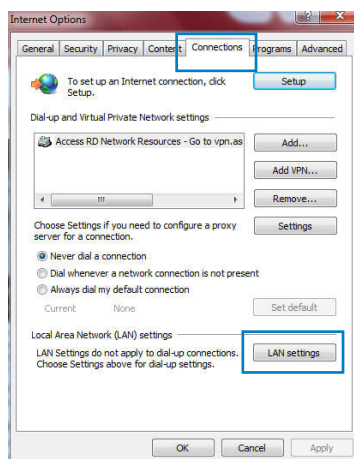 Internet Options
General Security Privacy Content Connections Programs Advanced
To set up an Internet connection, click
Setup.
Setup
Dial-up and Virtual Private Network settings
Access RD Network Resources - Go to vpn.as
Add...
Add VPN...
Remove...
Choose Settings if you need to configure a proxy
server for a connection.
Settings
Never dial a connection
Dial whenever a network connection is not present
Always dial my default connection
Current None
Set default
Local Area Network (LAN) settings
LAN Settings do not apply to dial-up connections.
Choose Settings above for dial-up settings.
LAN settings
OK Cancel Apply